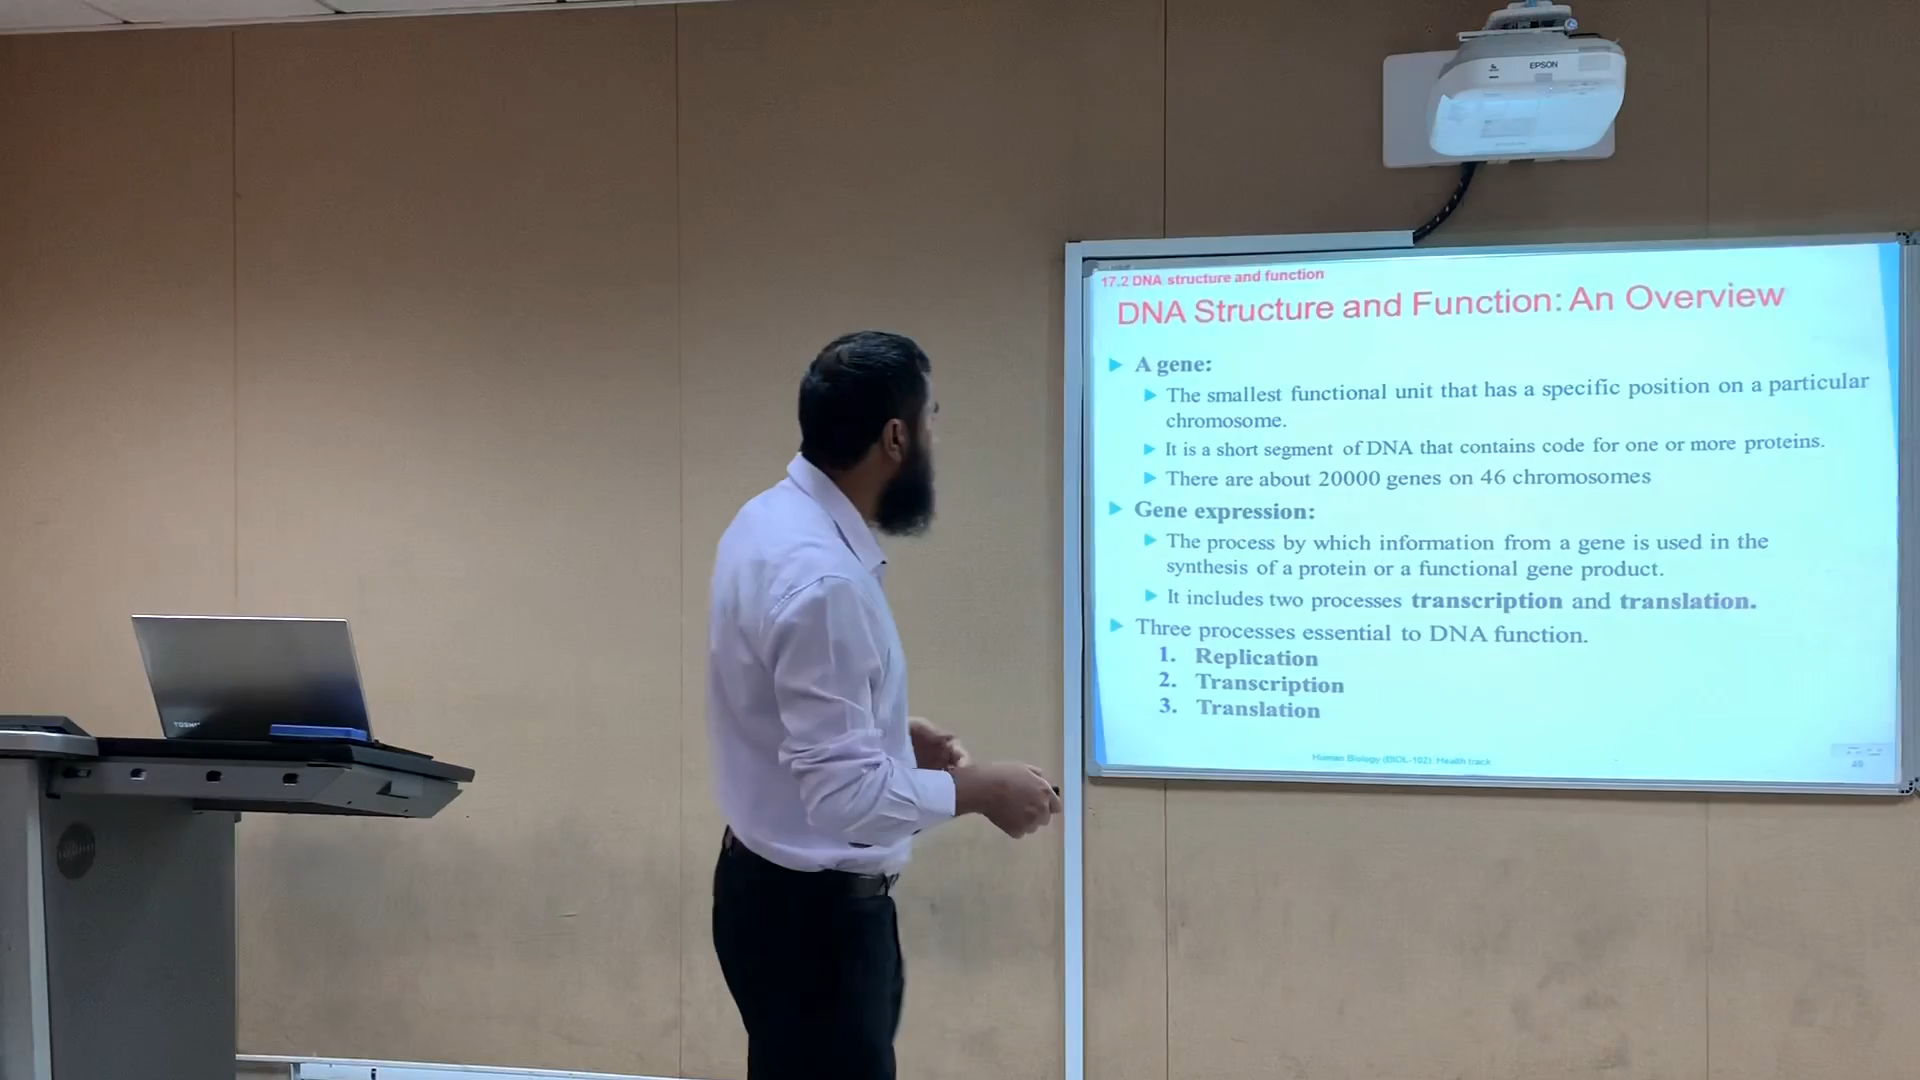 EPSON
17.2 DNA structure and function
DNA Structure and Function: An Overview
A gene:
The smallest functional unit that has a specific position on a particular
chromosome.
It is a short segment of DNA that contains code for one or more proteins.
There are about 20000 genes on 46 chromosomes
Gene expression:
The process by which information from a gene is used in the
synthesis of a protein or a functional gene product.
It includes two processes transcription and translation.
Three processes essential to DNA function.
1. Replication
2. Transcription
3. Translation
Human Biology (BIOL-102), Health track
49